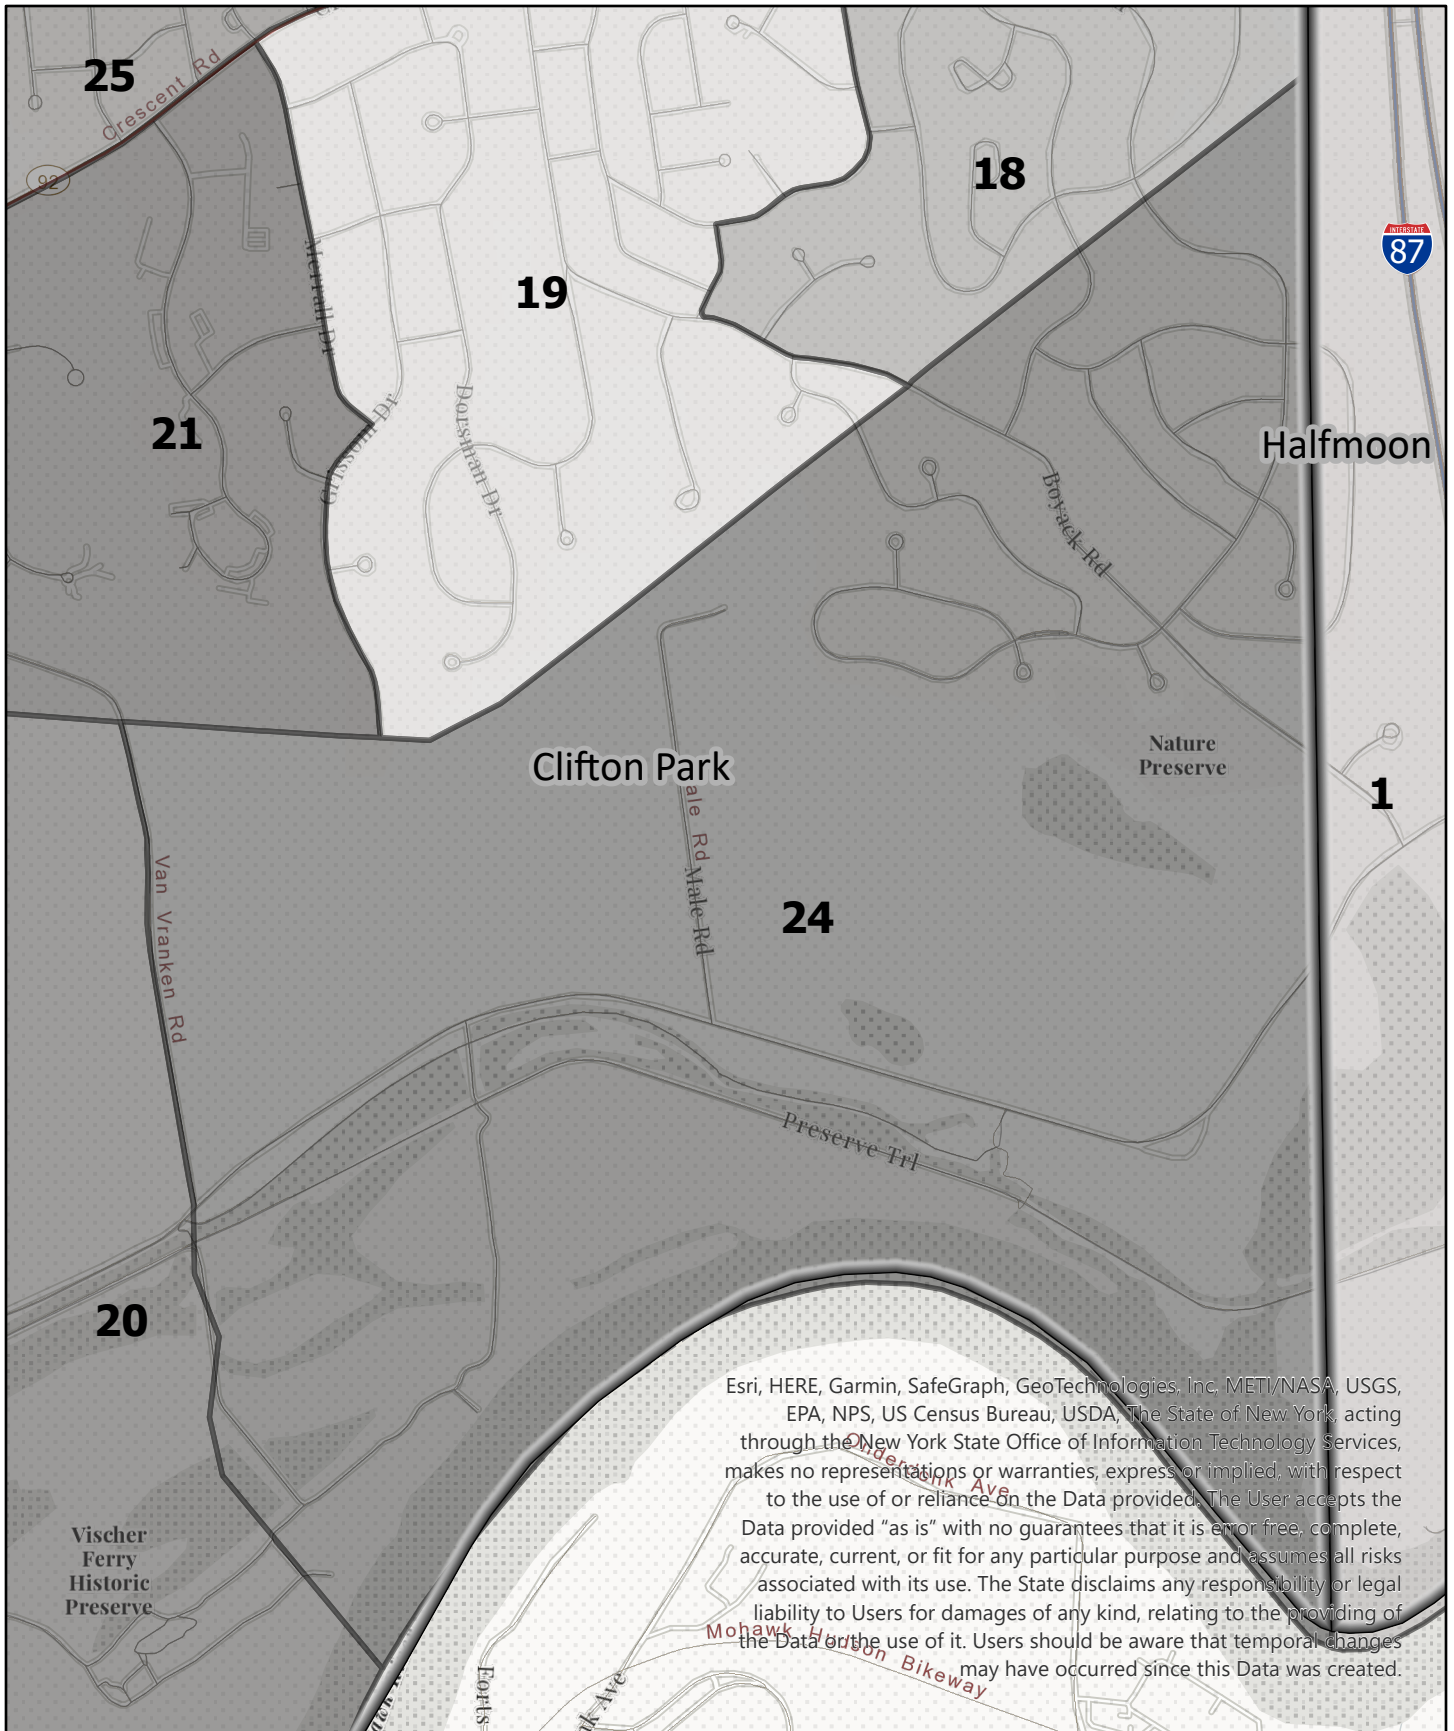 25
Crescent Rd
92
18
INTERSTATE
87
19
Merrall Dr
Halfmoon
21
Grissom Dr
Dorsman Dr
Boyack Rd
Nature
Preserve
Clifton Park
1
ale Rd
Male Rd
24
Van Vranken Rd
Preserve Trl
20
Esri, HERE, Garmin, SafeGraph, GeoTechnologies, Inc, METI/NASA, USGS,
EPA, NPS, US Census Bureau, USDA, The State of New York, acting
through the New York State Office of Information Technology Services,
makes no representations or warranties, express or implied, with respect
to the use of or reliance on the Data provided. The User accepts the
Data provided “as is” with no guarantees that it is error free, complete,
accurate, current, or fit for any particular purpose and assumes all risks
associated with its use. The State disclaims any responsibility or legal
liability to Users for damages of any kind, relating to the providing of
the Data or the use of it. Users should be aware that temporal changes
may have occurred since this Data was created.
Onderdonk Ave
Vischer
Ferry
Historic
Preserve
Mohawk Hudson Bikeway
Forts
nk Ave